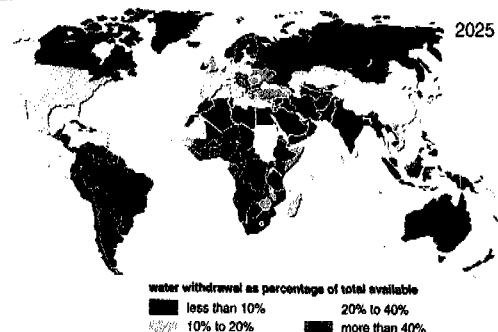 2025
water withdrawal as percentage of total available
less than 10%
20% to 40%
10% to 20%
more than 40%